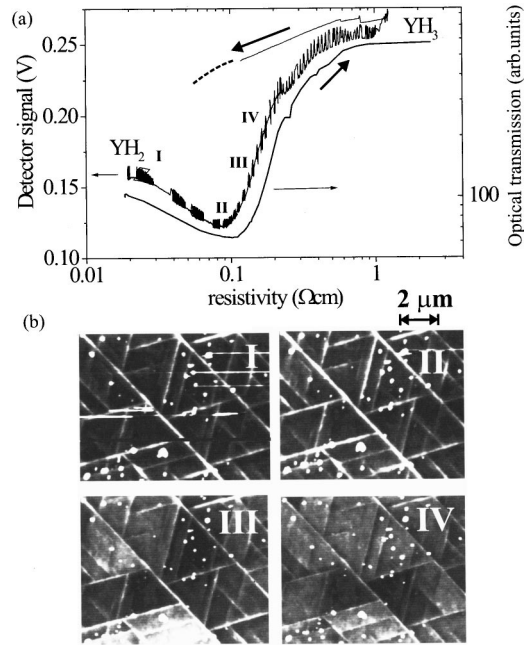 (a)
0.25
0.20
0.15
0.10
Detector signal (V)
YH2
I
II
III
IV
YH3
100
Optical transmission (arb.units)
0.01
0.1
1
resistivity (Ωcm)
(b)
2 μm
I
II
III
IV